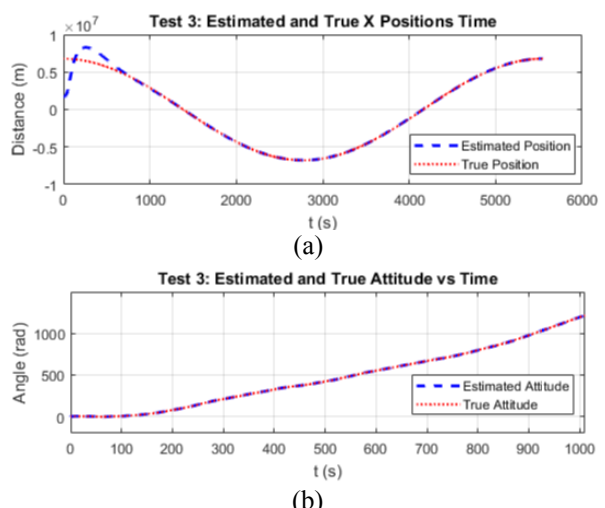 Test 3: Estimated and True X Positions Time
×10⁷
1
0.5
0
-0.5
-1
Distance (m)
Estimated Position
True Position
0 1000 2000 3000 4000 5000 6000
t (s)
(a)
Test 3: Estimated and True Attitude vs Time
1000
500
0
Angle (rad)
Estimated Attitude
True Attitude
0 100 200 300 400 500 600 700 800 900 1000
t (s)
(b)